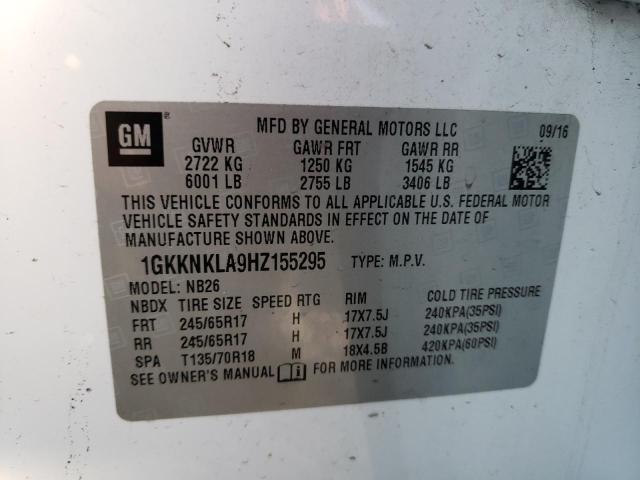 GM
MFD BY GENERAL MOTORS LLC 09/16
GVWR GAWR FRT GAWR RR
2722 KG 1250 KG 1545 KG
6001 LB 2755 LB 3406 LB
THIS VEHICLE CONFORMS TO ALL APPLICABLE U.S. FEDERAL MOTOR
VEHICLE SAFETY STANDARDS IN EFFECT ON THE DATE OF
MANUFACTURE SHOWN ABOVE.
1GKKNKLA9HZ155295 TYPE: M.P.V.
MODEL: NB26
NBDX TIRE SIZE SPEED RTG RIM COLD TIRE PRESSURE
FRT 245/65R17 H 17X7.5J 240KPA(35PSI)
RR 245/65R17 H 17X7.5J 240KPA(35PSI)
SPA T135/70R18 M 18X4.5B 420KPA(60PSI)
SEE OWNER'S MANUAL FOR MORE INFORMATION.